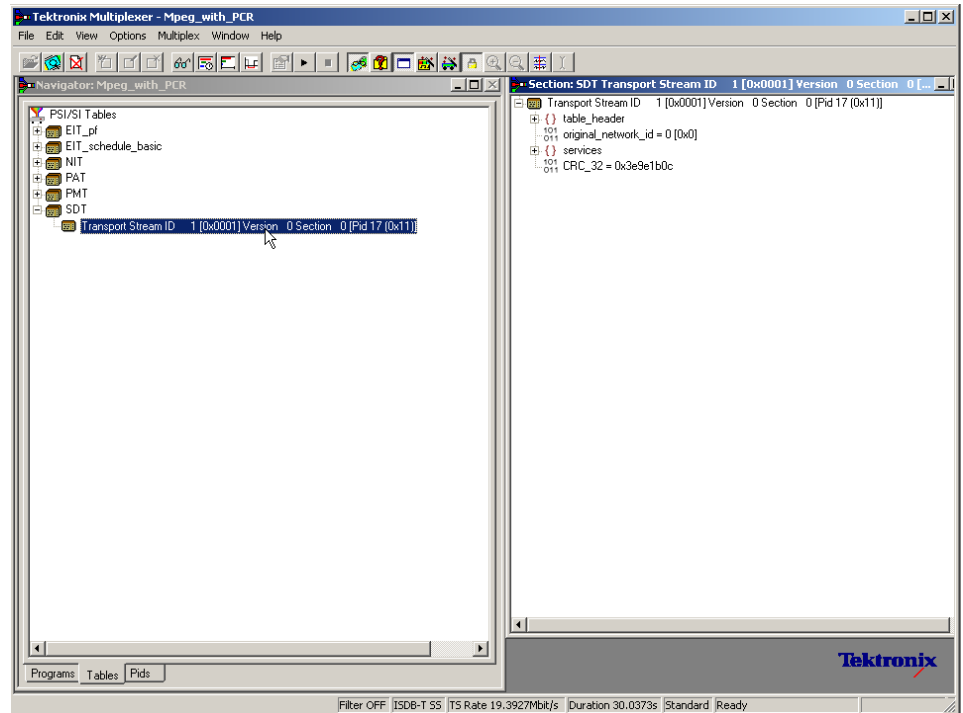 Tektronix Multiplexer - Mpeg_with_PCR
File Edit View Options Multiplex Window Help
Navigator: Mpeg_with_PCR
PSI/SI Tables
EIT_pf
EIT_schedule_basic
NIT
PAT
PMT
SDT
Transport Stream ID 1 [0x0001] Version 0 Section 0 [Pid 17 (0x11)]
Programs Tables Pids
Section: SDT Transport Stream ID 1 [0x0001] Version 0 Section 0 [...
Transport Stream ID 1 [0x0001] Version 0 Section 0 [Pid 17 (0x11)]
{} table_header
original_network_id = 0 [0x0]
{} services
CRC_32 = 0x3e9e1b0c
Tektronix
Filter OFF ISDB-T SS TS Rate 19.3927Mbit/s Duration 30.0373s Standard Ready